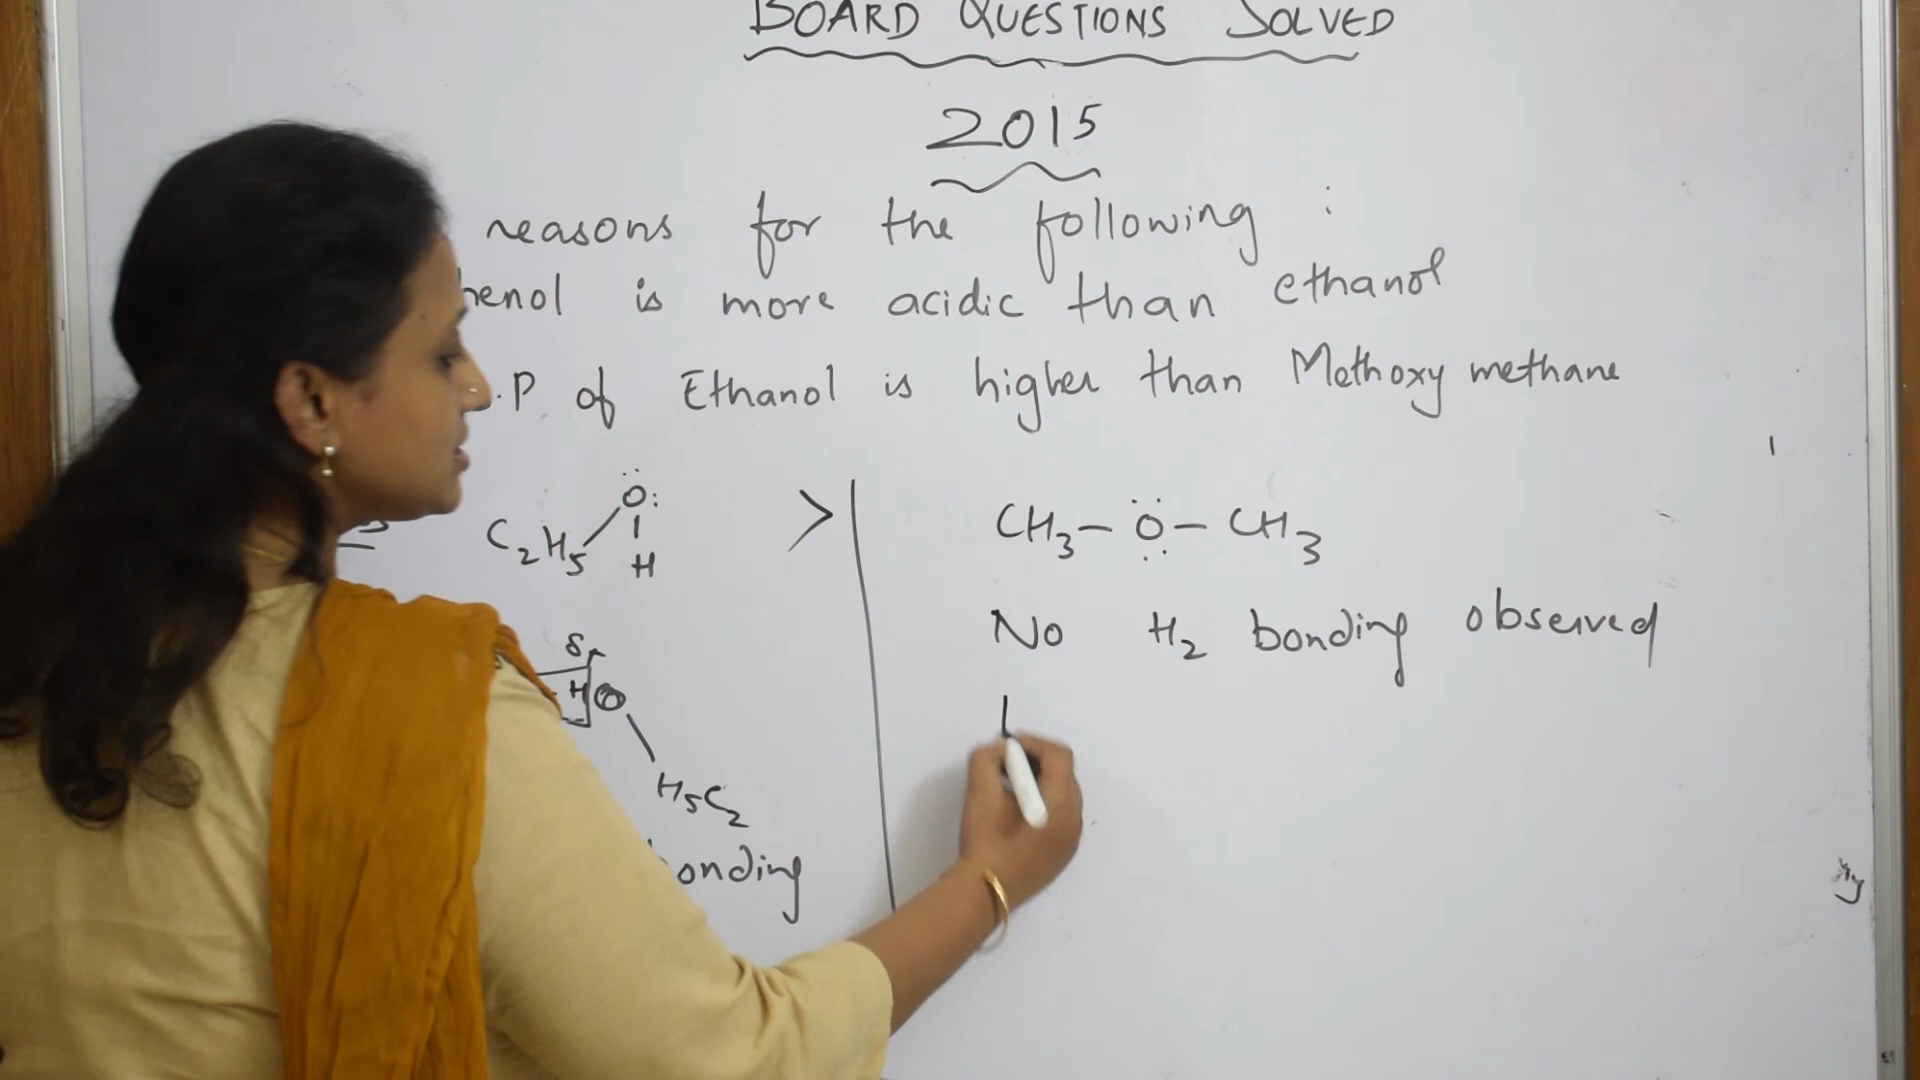 BOARD QUESTIONS SOLVED
2015
reasons for the following :
henol is more acidic than ethanol
.P of Ethanol is higher than Methoxy methane
C2H5 O: H >
CH3 – O – CH3
No H2 bonding observed
δ
H O
H5C2
onding